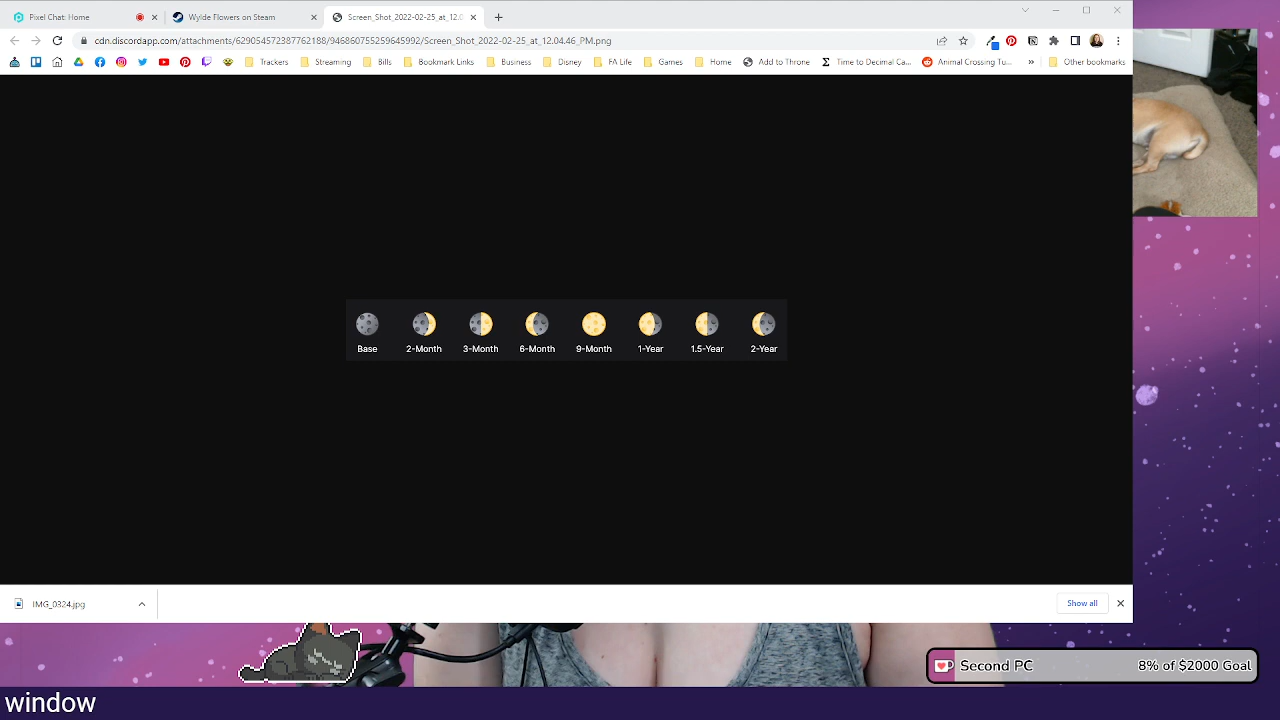 Pixel Chat: Home
Wylde Flowers on Steam
Screen_Shot_2022-02-25_at_12.0
cdn.discordapp.com/attachments/629054572387762188/946860755259645992/Screen_Shot_2022-02-25_at_12.04.46_PM.png
Trackers Streaming Bills Bookmark Links Business Disney FA Life Games Home Add to Throne Time to Decimal Ca... Animal Crossing Tu... » Other bookmarks
Base 2-Month 3-Month 6-Month 9-Month 1-Year 1.5-Year 2-Year
IMG_0324.jpg
Show all
Second PC 8% of $2000 Goal
window